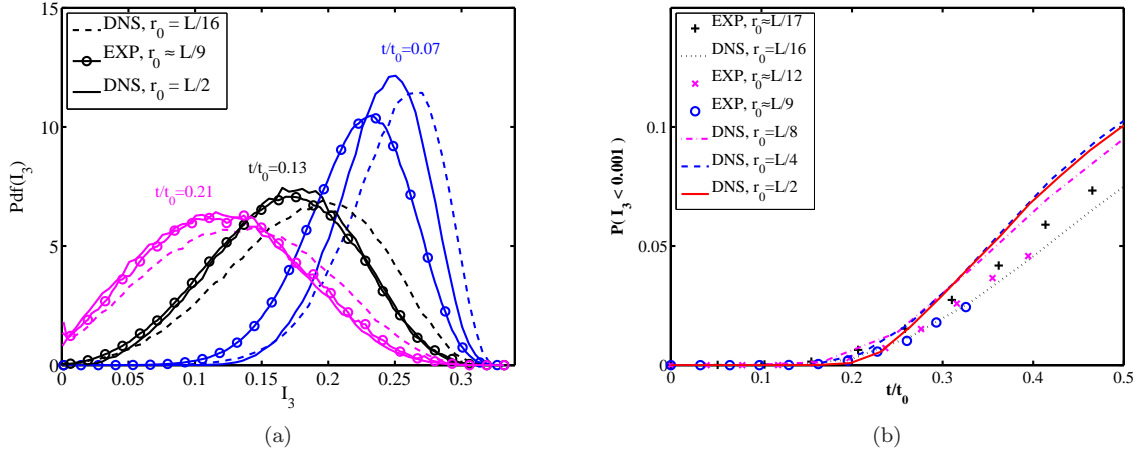 15
10
5
0
Pdf(I₃)
DNS, r₀ = L/16
EXP, r₀ ≈ L/9
DNS, r₀ = L/2
t/t₀=0.07
t/t₀=0.13
t/t₀=0.21
0 0.05 0.1 0.15 0.2 0.25 0.3
I₃
(a)
0.1
0.05
0
P( I₃ < 0.001 )
EXP, r₀≈L/17
DNS, r₀=L/16
EXP, r₀≈L/12
EXP, r₀≈L/9
DNS, r₀=L/8
DNS, r₀=L/4
DNS, r₀=L/2
0 0.1 0.2 0.3 0.4 0.5
t/t₀
(b)